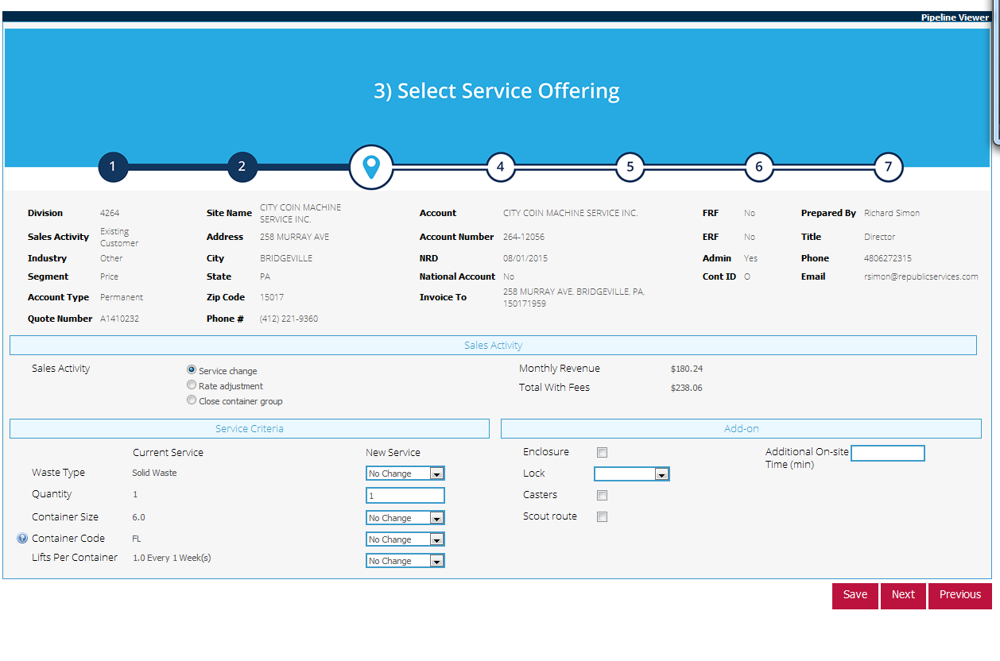 Pipeline Viewer
3) Select Service Offering
1 2 4 5 6 7
Division 4264 Site Name CITY COIN MACHINE SERVICE INC. Account CITY COIN MACHINE SERVICE INC. FRF No Prepared By Richard Simon
Sales Activity Existing Customer Address 258 MURRAY AVE Account Number 264-12056 ERF No Title Director
Industry Other City BRIDGEVILLE NRD 08/01/2015 Admin Yes Phone 4806272315
Segment Price State PA National Account No Cont ID O Email rsimon@republicservices.com
Account Type Permanent Zip Code 15017 Invoice To 258 MURRAY AVE, BRIDGEVILLE, PA, 150171959
Quote Number A1410232 Phone # (412) 221-9360
Sales Activity
Sales Activity Service change Monthly Revenue $180.24
Rate adjustment Total With Fees $238.06
Close container group
Service Criteria Add-on
Current Service New Service Enclosure Additional On-site Time (min)
Waste Type Solid Waste No Change Lock
Quantity 1 1 Casters
Container Size 6.0 No Change Scout route
? Container Code FL No Change
Lifts Per Container 1.0 Every 1 Week(s) No Change
Save Next Previous